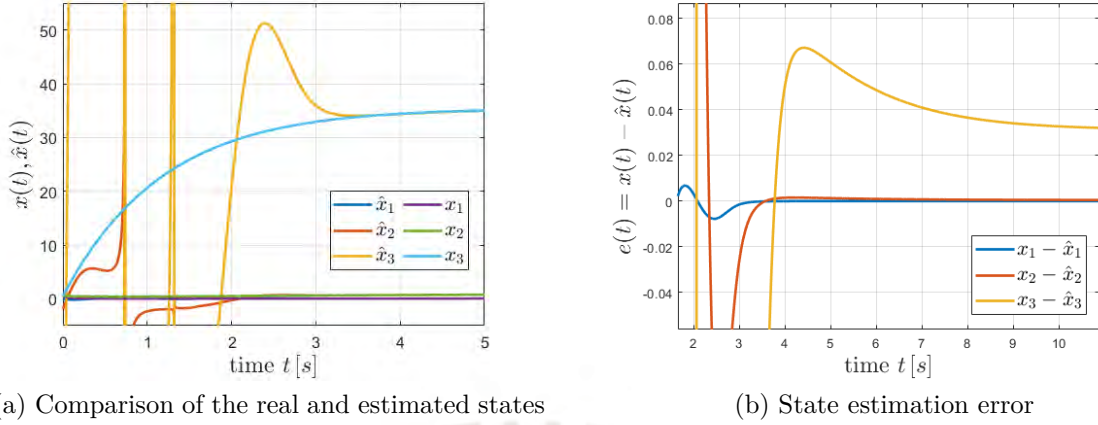 x(t), x̂(t)
50
40
30
20
10
0
0 1 2 3 4 5
time t [s]
x̂₁ x₁
x̂₂ x₂
x̂₃ x₃
e(t) = x(t) − x̂(t)
0.08
0.06
0.04
0.02
0
-0.02
-0.04
2 3 4 5 6 7 8 9 10
time t [s]
x₁ − x̂₁
x₂ − x̂₂
x₃ − x̂₃
a) Comparison of the real and estimated states
(b) State estimation error